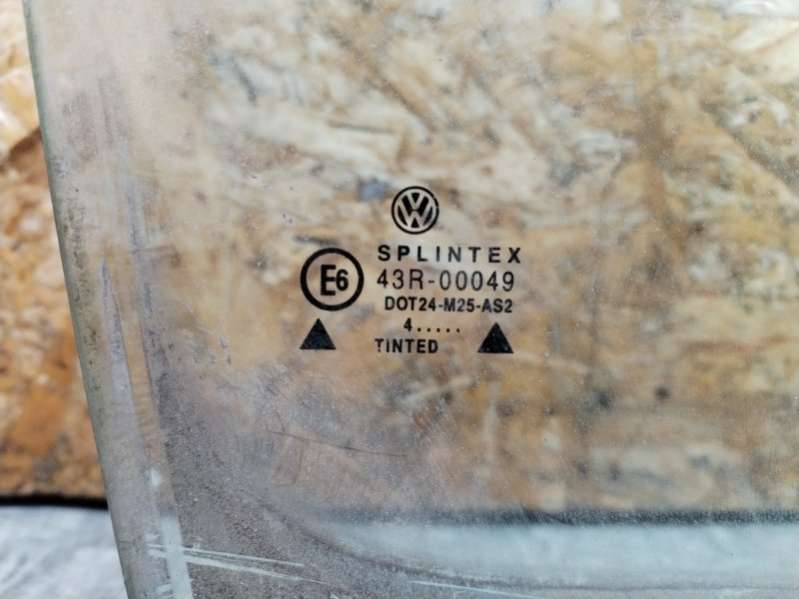 SPLINTEX
E6 43R-00049
DOT24-M25-AS2
4.....
TINTED